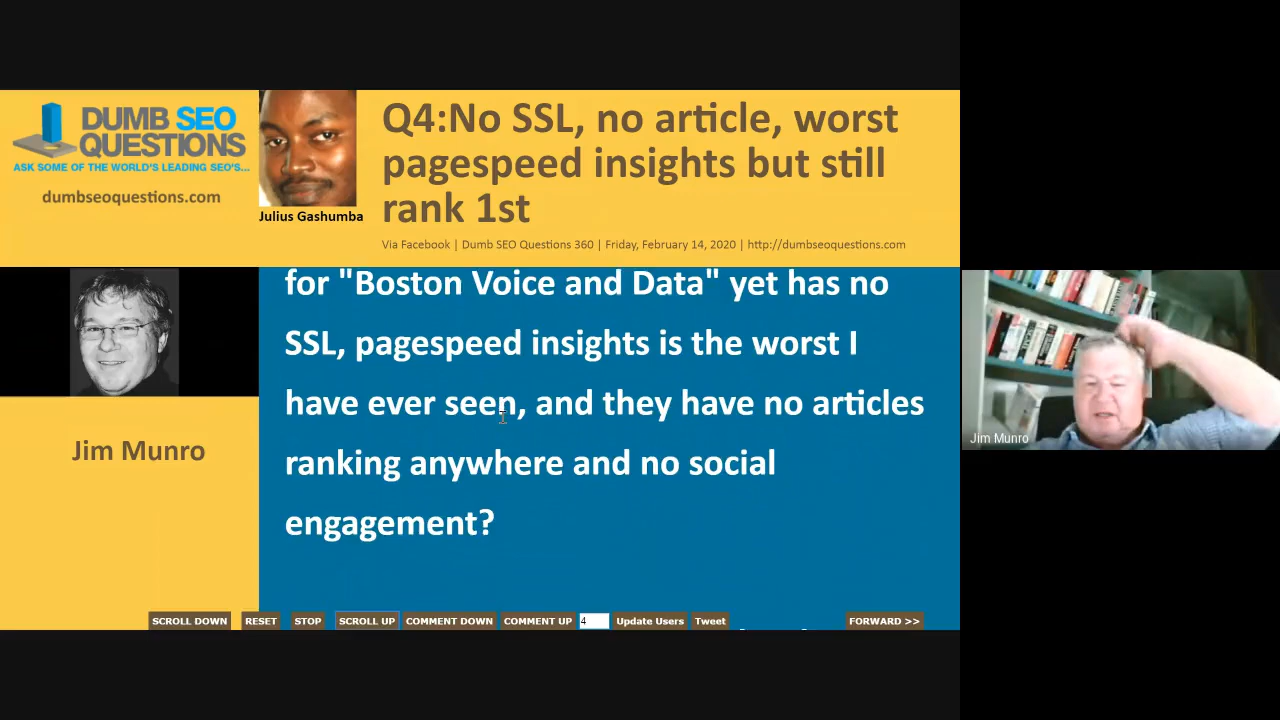 DUMB SEO
QUESTIONS
ASK SOME OF THE WORLD'S LEADING SEO'S...
dumbseoquestions.com
Julius Gashumba
Q4:No SSL, no article, worst
pagespeed insights but still
rank 1st
Via Facebook | Dumb SEO Questions 360 | Friday, February 14, 2020 | http://dumbseoquestions.com
Jim Munro
for "Boston Voice and Data" yet has no
SSL, pagespeed insights is the worst I
have ever seen, and they have no articles
ranking anywhere and no social
engagement?
Jim Munro
SCROLL DOWN RESET STOP SCROLL UP COMMENT DOWN COMMENT UP 4 Update Users Tweet FORWARD >>